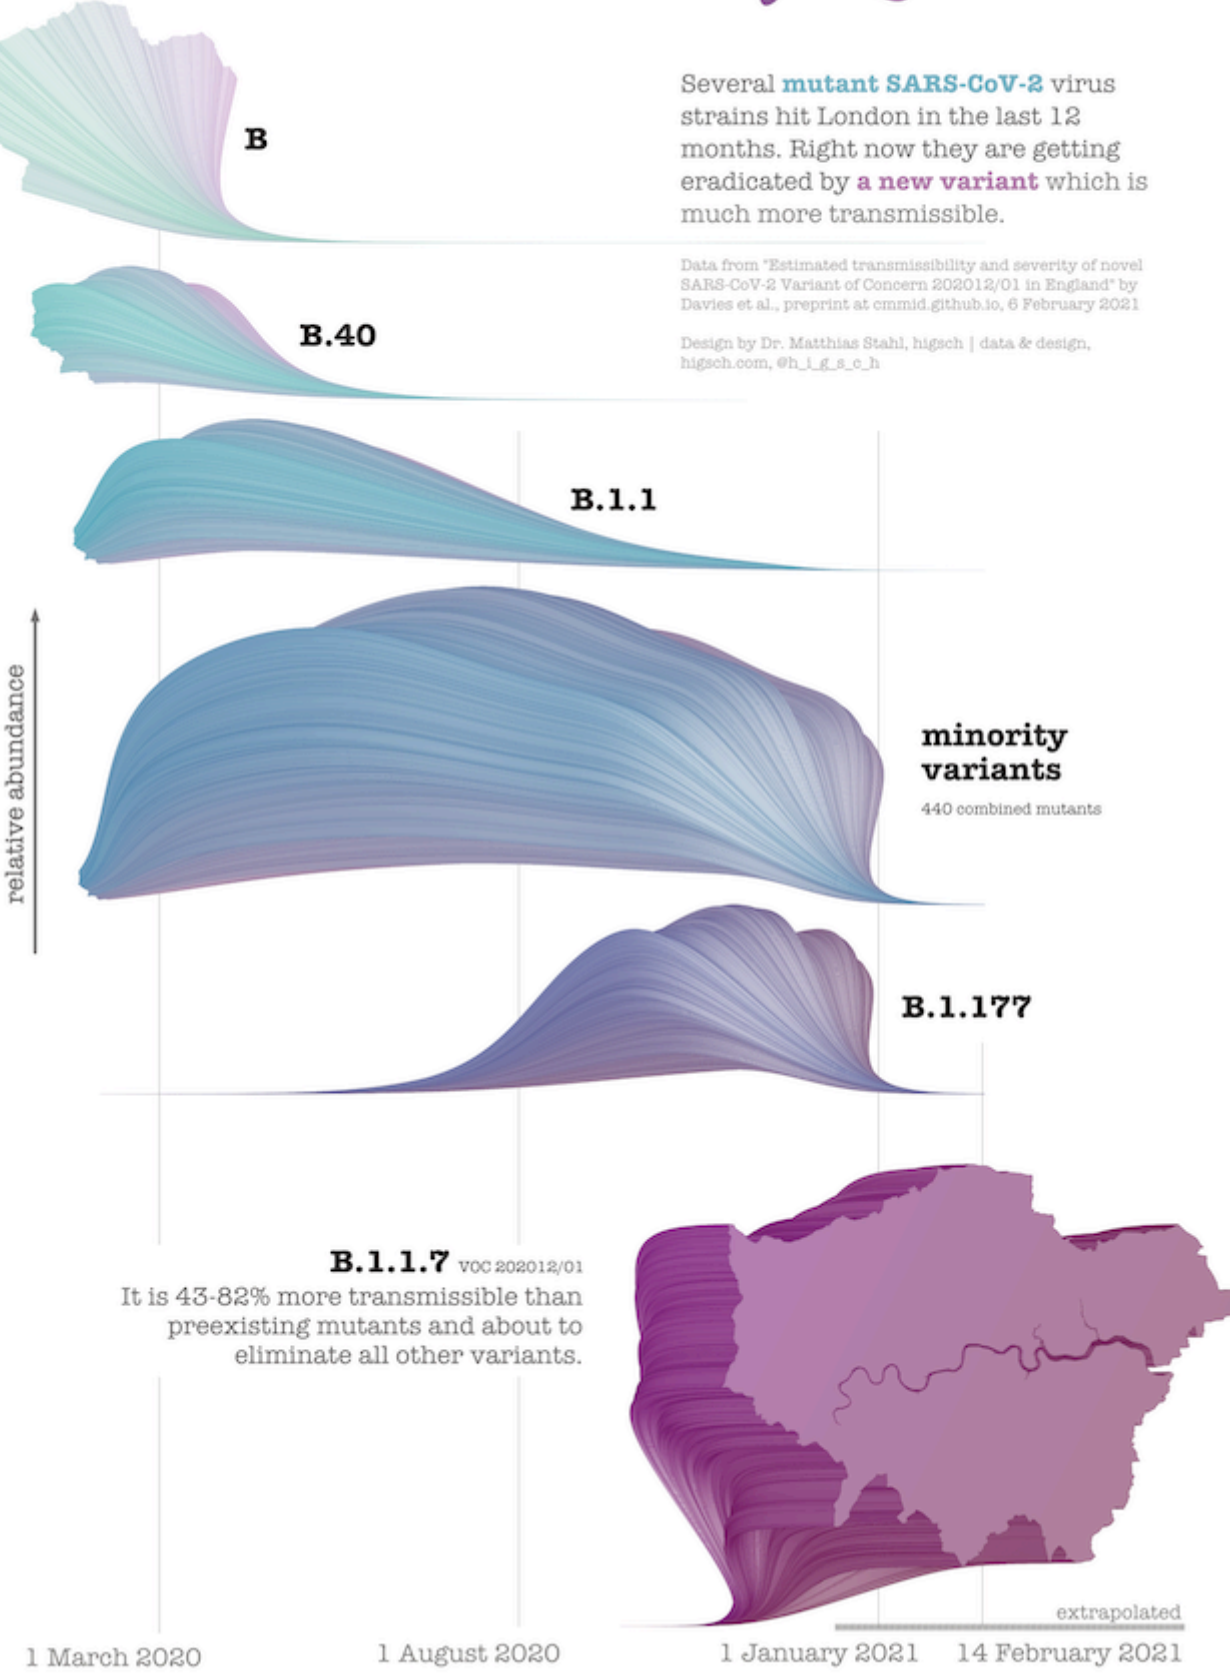 Several mutant SARS-CoV-2 virus
strains hit London in the last 12
months. Right now they are getting
eradicated by a new variant which is
much more transmissible.
Data from "Estimated transmissibility and severity of novel
SARS-CoV-2 Variant of Concern 202012/01 in England" by
Davies et al., preprint at cmmid.github.io, 6 February 2021
Design by Dr. Matthias Stahl, higsch | data & design,
higsch.com, @h_i_g_s_c_h
B
B.40
B.1.1
relative abundance
minority
variants
440 combined mutants
B.1.177
B.1.1.7 VOC 202012/01
It is 43-82% more transmissible than
preexisting mutants and about to
eliminate all other variants.
extrapolated
1 March 2020
1 August 2020
1 January 2021
14 February 2021